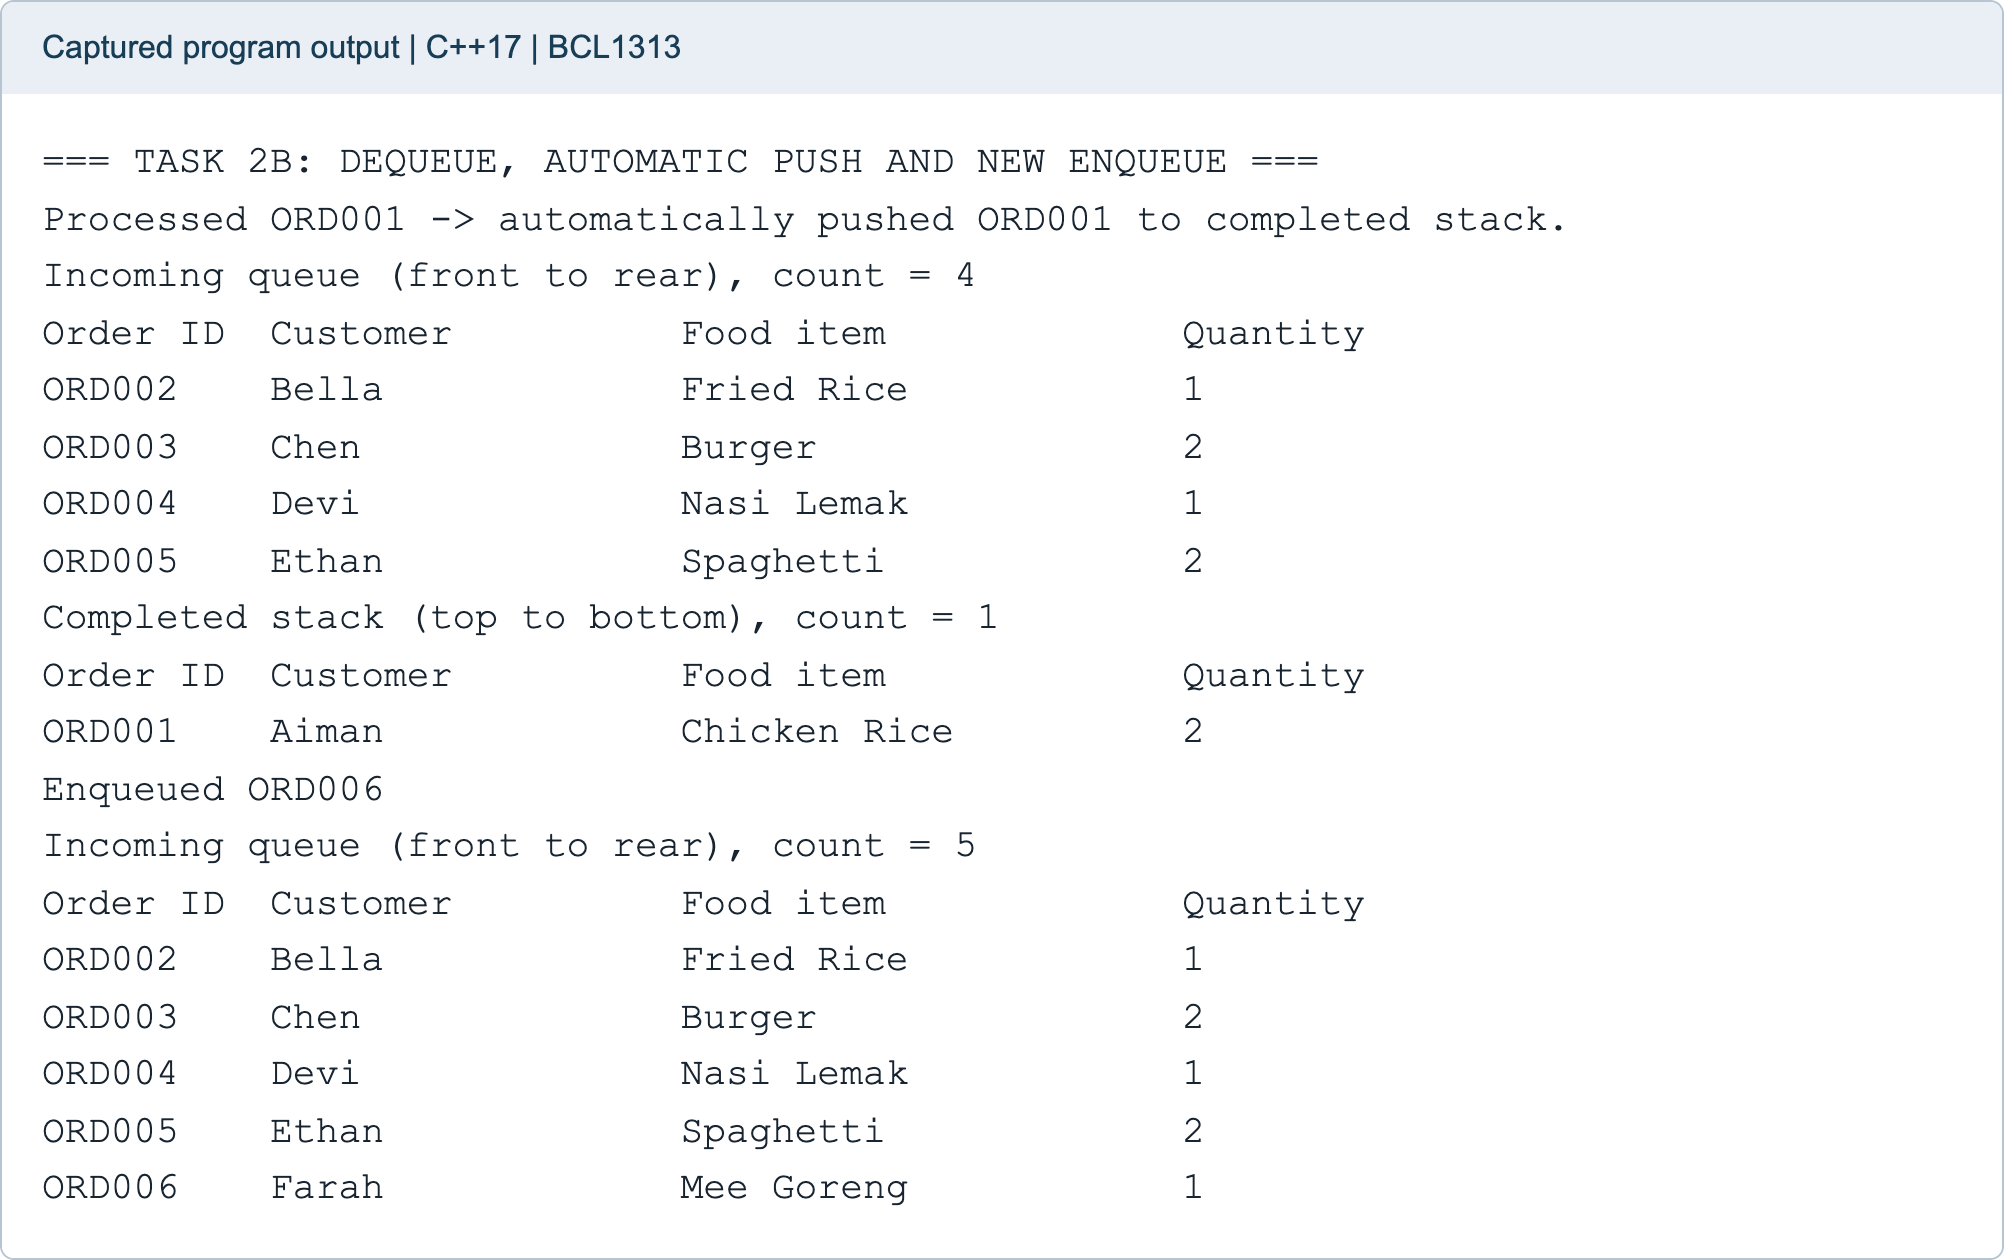 Captured program output | C++17 | BCL1313
=== TASK 2B: DEQUEUE, AUTOMATIC PUSH AND NEW ENQUEUE ===
Processed ORD001 -> automatically pushed ORD001 to completed stack.
Incoming queue (front to rear), count = 4
Order ID  Customer          Food item             Quantity
ORD002    Bella             Fried Rice            1
ORD003    Chen              Burger                2
ORD004    Devi              Nasi Lemak            1
ORD005    Ethan             Spaghetti             2
Completed stack (top to bottom), count = 1
Order ID  Customer          Food item             Quantity
ORD001    Aiman             Chicken Rice          2
Enqueued ORD006
Incoming queue (front to rear), count = 5
Order ID  Customer          Food item             Quantity
ORD002    Bella             Fried Rice            1
ORD003    Chen              Burger                2
ORD004    Devi              Nasi Lemak            1
ORD005    Ethan             Spaghetti             2
ORD006    Farah             Mee Goreng            1